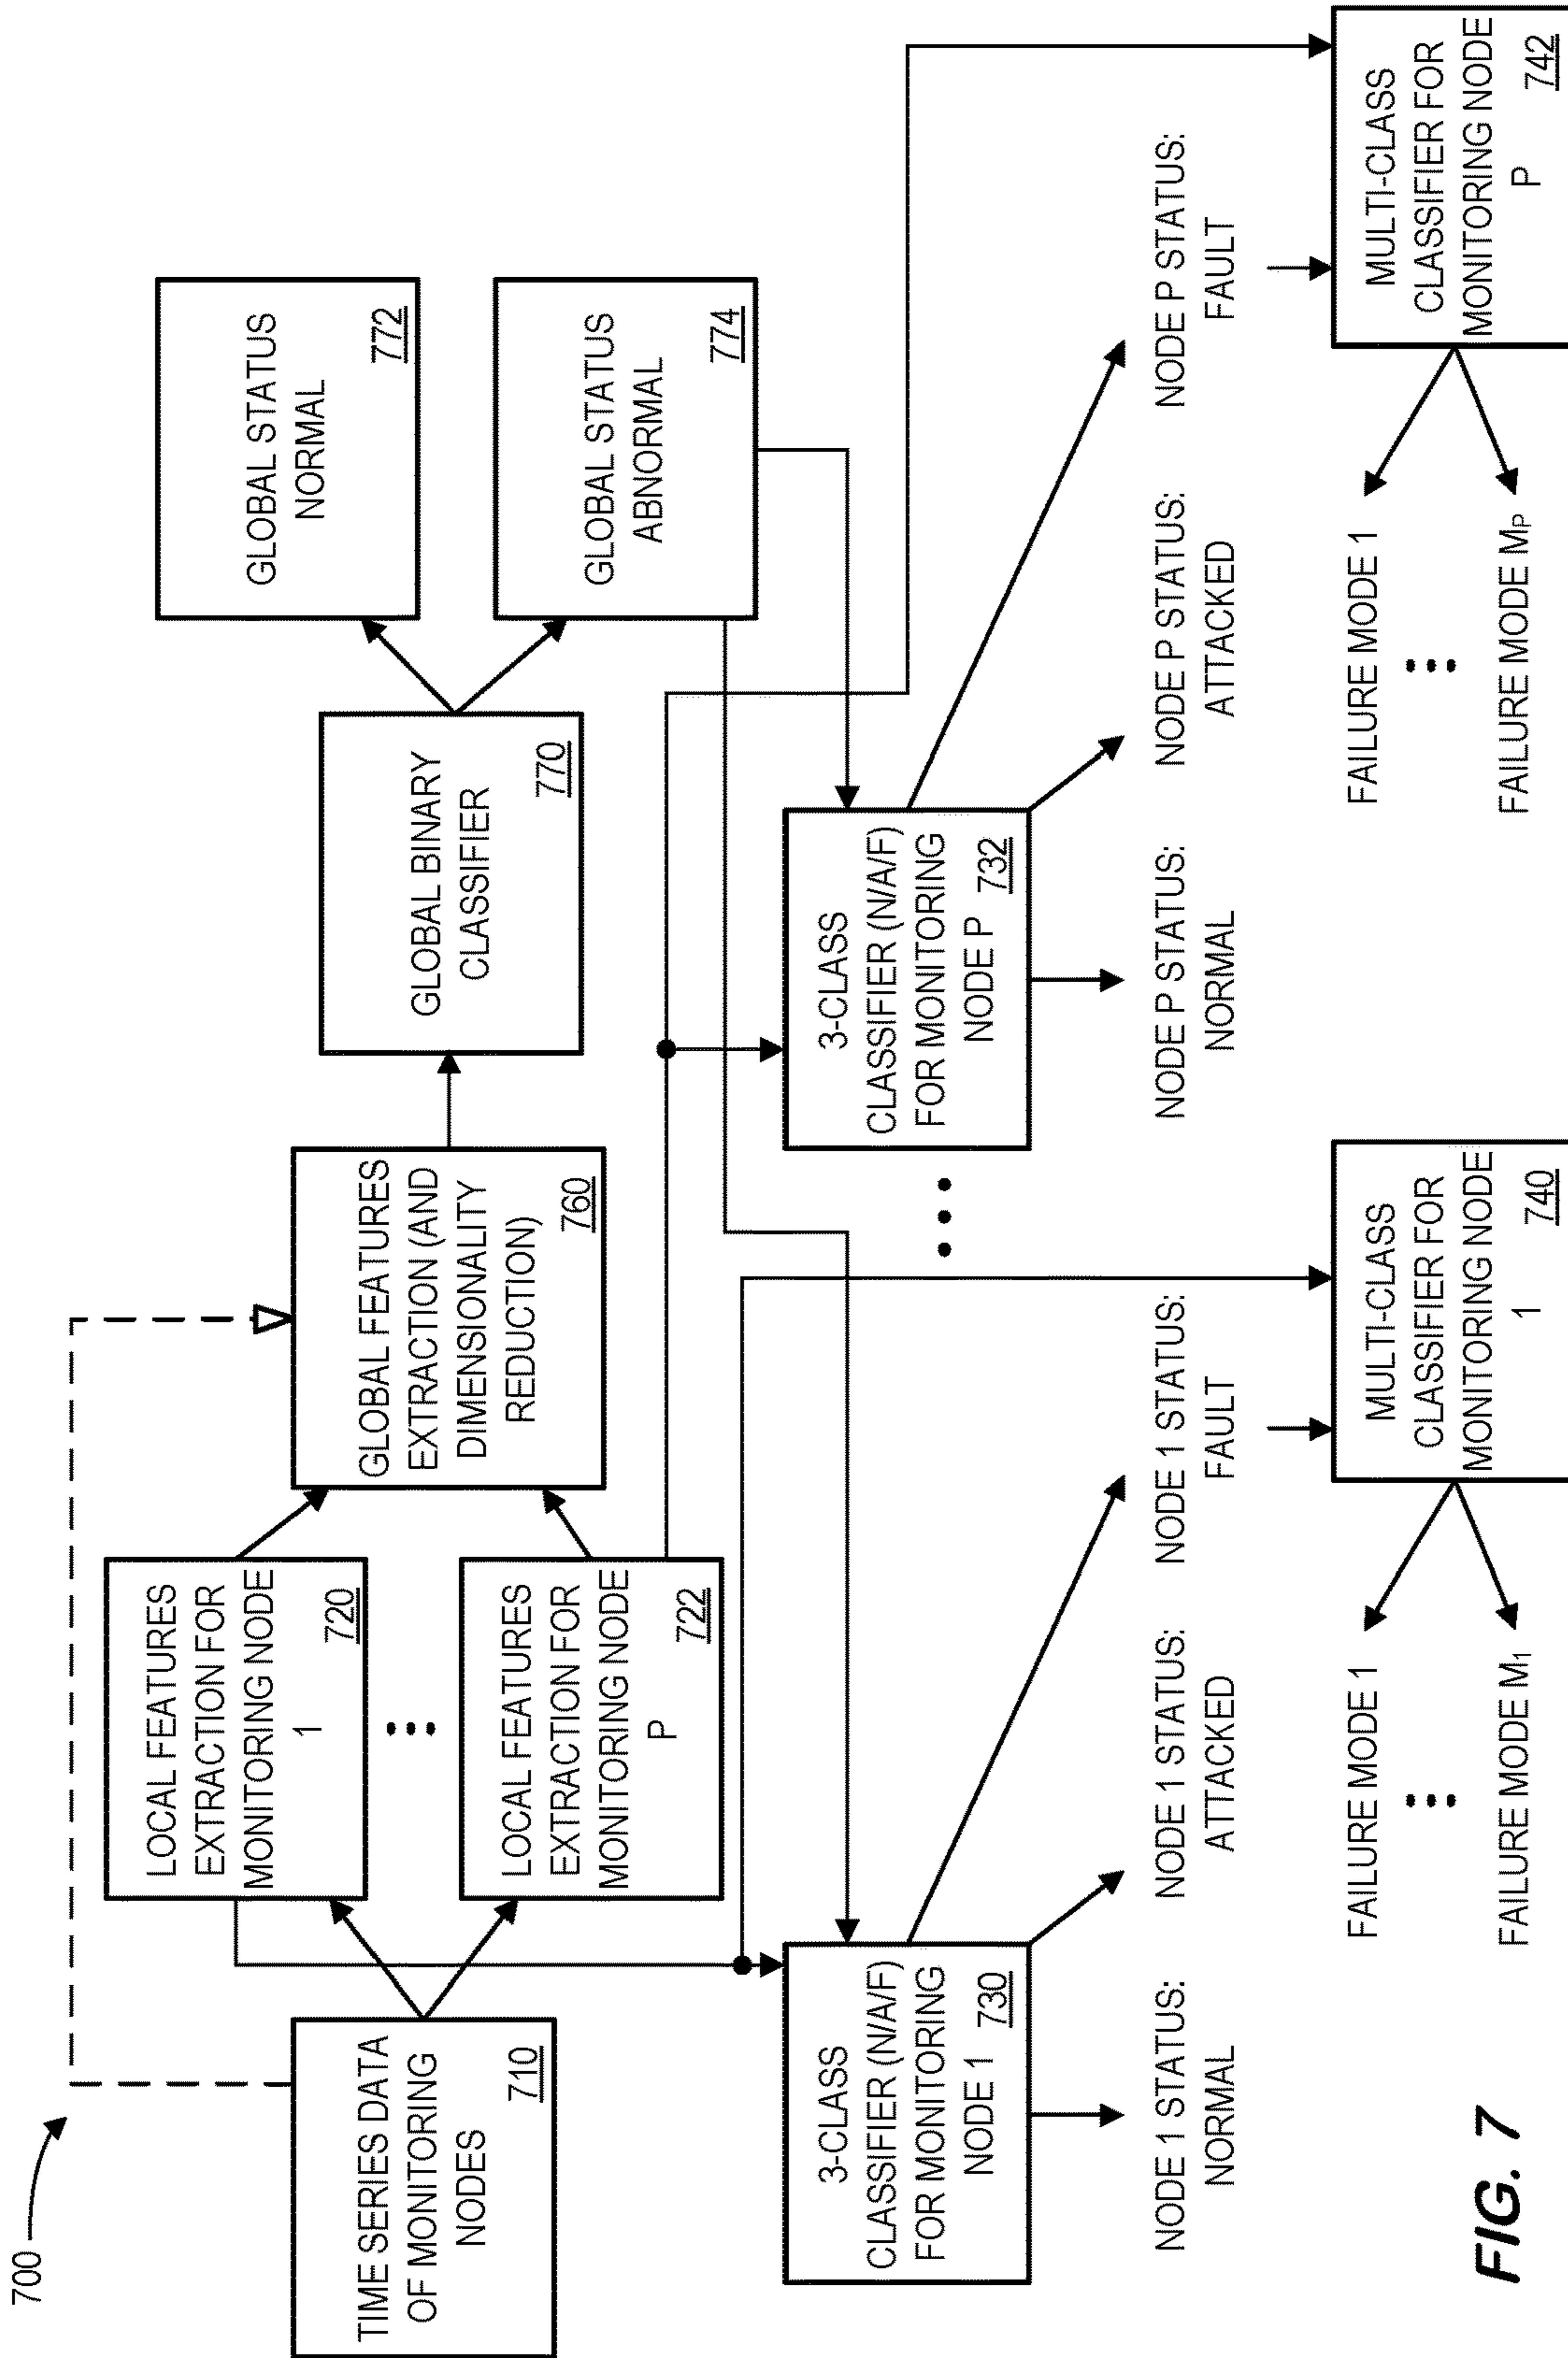 700
TIME SERIES DATA
OF MONITORING
NODES
710
LOCAL FEATURES
EXTRACTION FOR
MONITORING NODE
1
720
LOCAL FEATURES
EXTRACTION FOR
MONITORING NODE
P
722
GLOBAL FEATURES
EXTRACTION (AND
DIMENSIONALITY
REDUCTION)
760
GLOBAL BINARY
CLASSIFIER
770
GLOBAL STATUS
NORMAL
772
GLOBAL STATUS
ABNORMAL
774
3-CLASS
CLASSIFIER (N/A/F)
FOR MONITORING
NODE 1
730
3-CLASS
CLASSIFIER (N/A/F)
FOR MONITORING
NODE P
732
NODE 1 STATUS:
NORMAL
NODE 1 STATUS:
ATTACKED
NODE 1 STATUS:
FAULT
NODE P STATUS:
NORMAL
NODE P STATUS:
ATTACKED
NODE P STATUS:
FAULT
FAILURE MODE 1
FAILURE MODE M₁
MULTI-CLASS
CLASSIFIER FOR
MONITORING NODE
1
740
FAILURE MODE 1
FAILURE MODE Mₚ
MULTI-CLASS
CLASSIFIER FOR
MONITORING NODE
P
742
FIG. 7